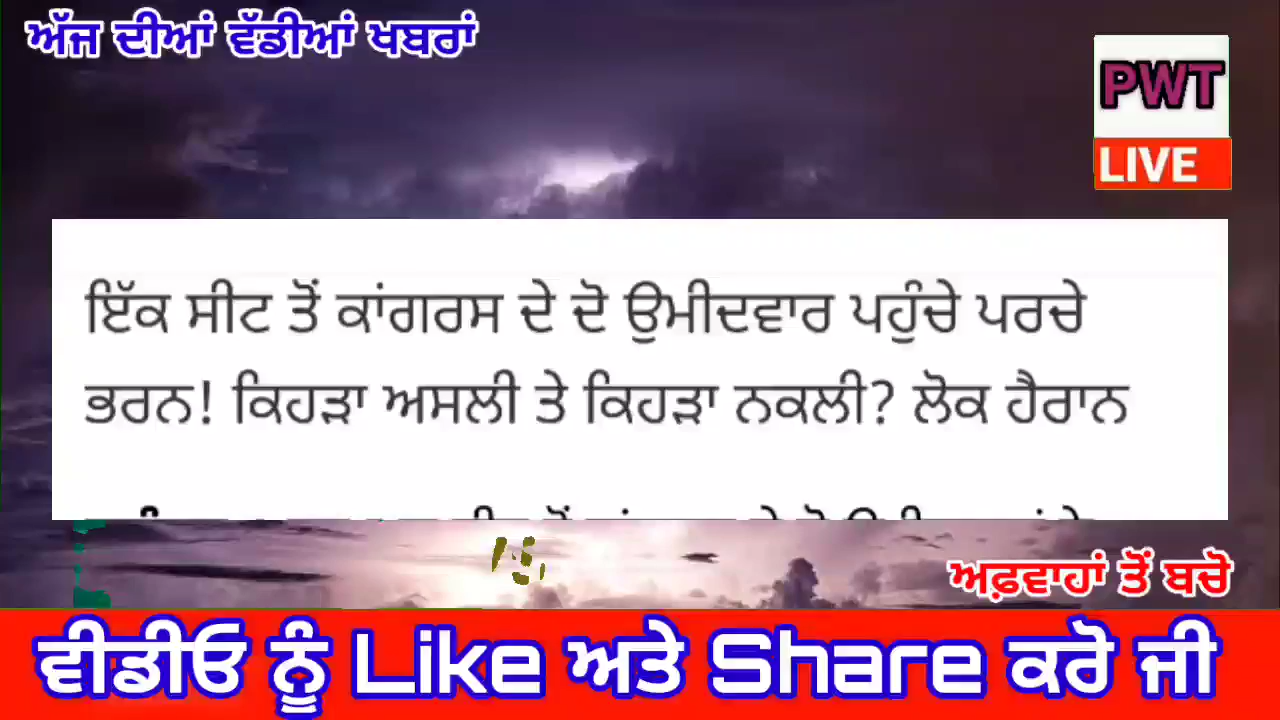 ਅੱਜ ਦੀਆਂ ਵੱਡੀਆਂ ਖਬਰਾਂ
PWT
LIVE
ਇੱਕ ਸੀਟ ਤੋਂ ਕਾਂਗਰਸ ਦੇ ਦੋ ਉਮੀਦਵਾਰ ਪਹੁੰਚੇ ਪਰਚੇ
ਭਰਨ! ਕਿਹੜਾ ਅਸਲੀ ਤੇ ਕਿਹੜਾ ਨਕਲੀ? ਲੋਕ ਹੈਰਾਨ
ਅਫ਼ਵਾਹਾਂ ਤੋਂ ਬਚੋ
ਵੀਡੀਓ ਨੂੰ Like ਅਤੇ Share ਕਰੋ ਜੀ